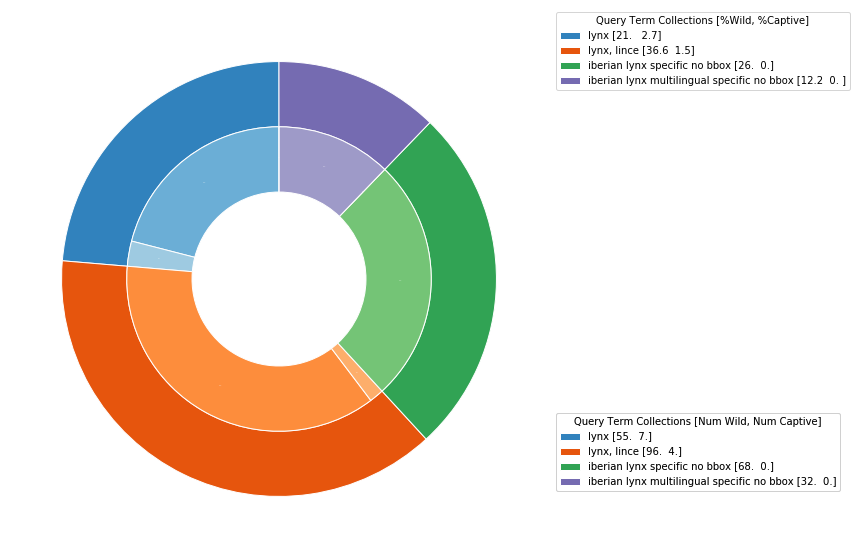 Query Term Collections [%Wild, %Captive]
lynx [21.   2.7]
lynx, lince [36.6  1.5]
iberian lynx specific no bbox [26.  0.]
iberian lynx multilingual specific no bbox [12.2  0. ]
Query Term Collections [Num Wild, Num Captive]
lynx [55.  7.]
lynx, lince [96.  4.]
iberian lynx specific no bbox [68.  0.]
iberian lynx multilingual specific no bbox [32.  0.]